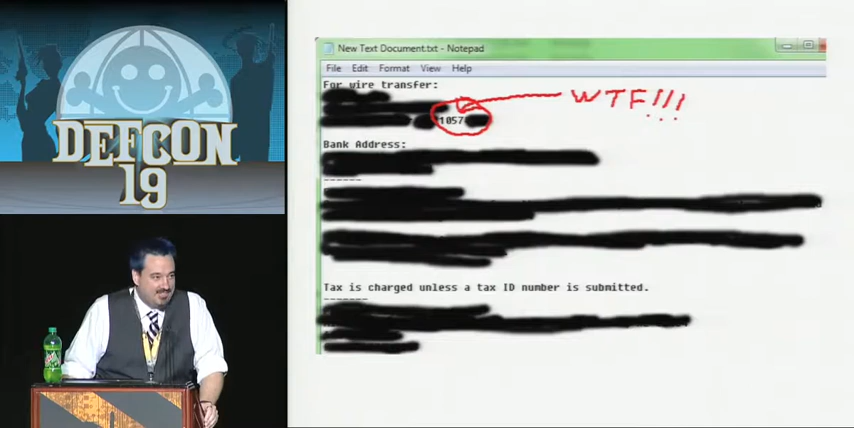 DEFCON
19
New Text Document.txt - Notepad
File Edit Format View Help
For wire transfer:
1057
WTF!!!
Bank Address:
------
Tax is charged unless a tax ID number is submitted.
-------